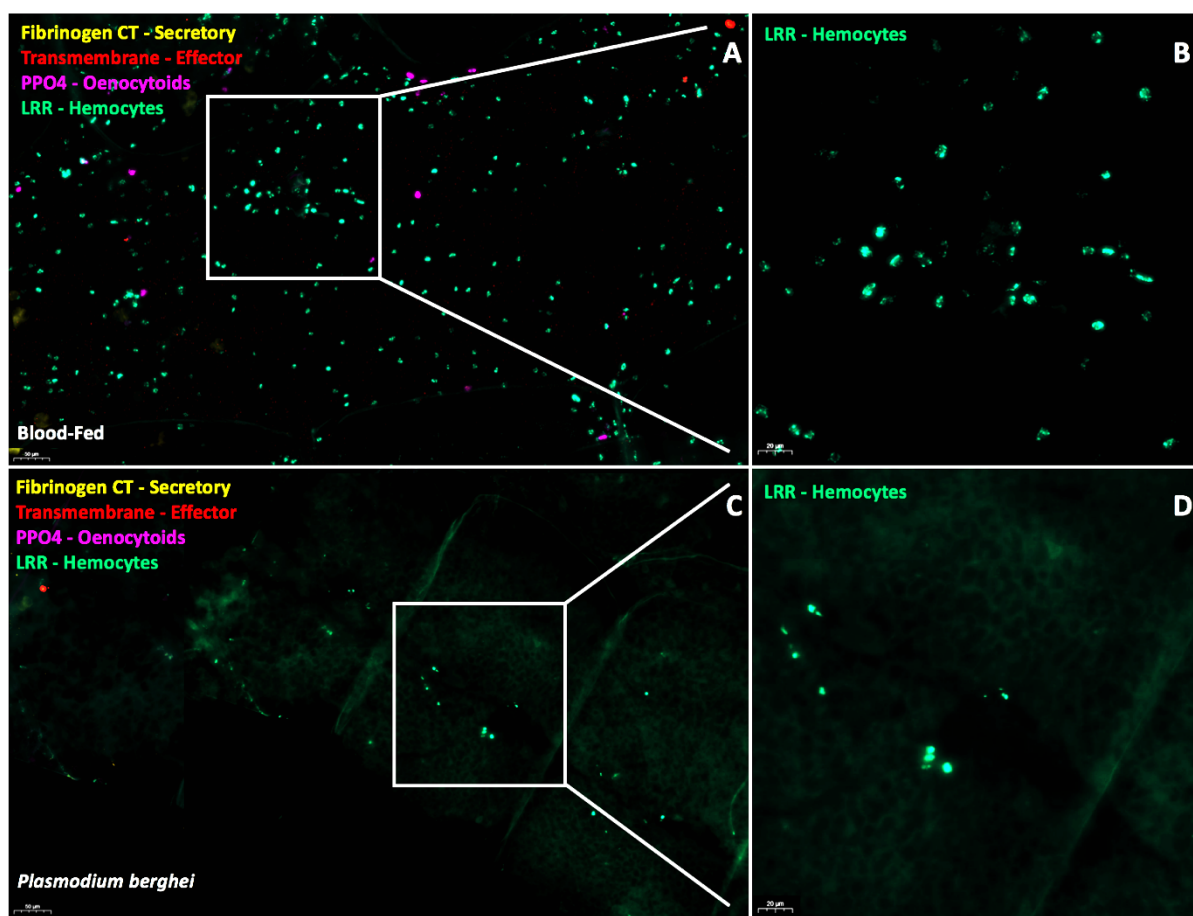 Fibrinogen CT - Secretory
Transmembrane - Effector
PPO4 - Oenocytoids
LRR - Hemocytes
A
Blood-Fed
50 µm
LRR - Hemocytes
B
20 µm
Fibrinogen CT - Secretory
Transmembrane - Effector
PPO4 - Oenocytoids
LRR - Hemocytes
C
Plasmodium berghei
50 µm
LRR - Hemocytes
D
20 µm